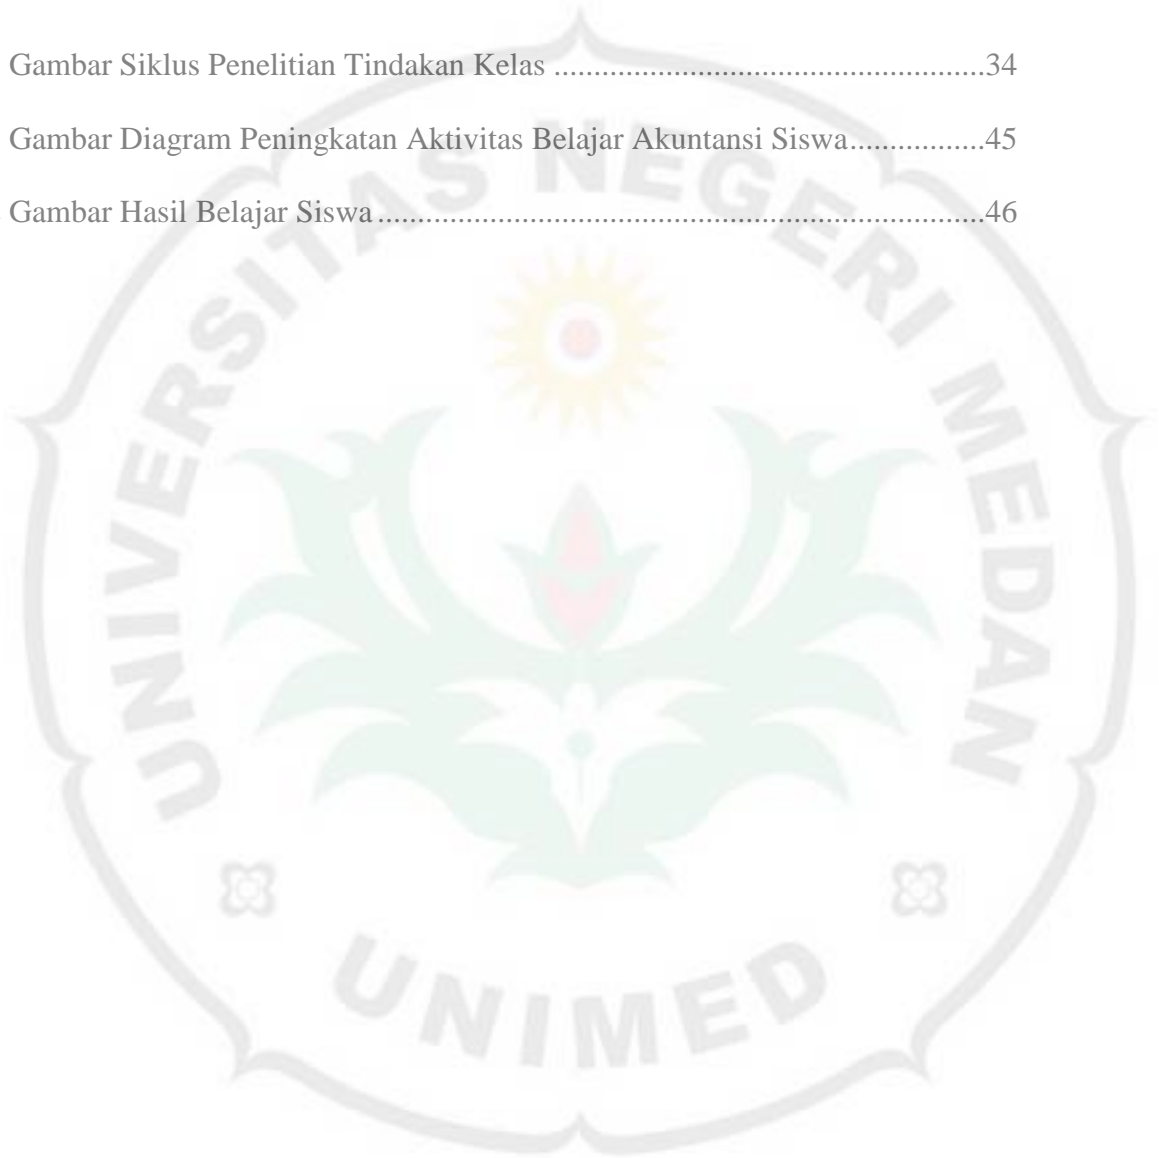 Gambar Siklus Penelitian Tindakan Kelas .......................................................34
Gambar Diagram Peningkatan Aktivitas Belajar Akuntansi Siswa.................45
Gambar Hasil Belajar Siswa.............................................................................46
UNIVERSITAS NEGERI MEDAN
UNIMED